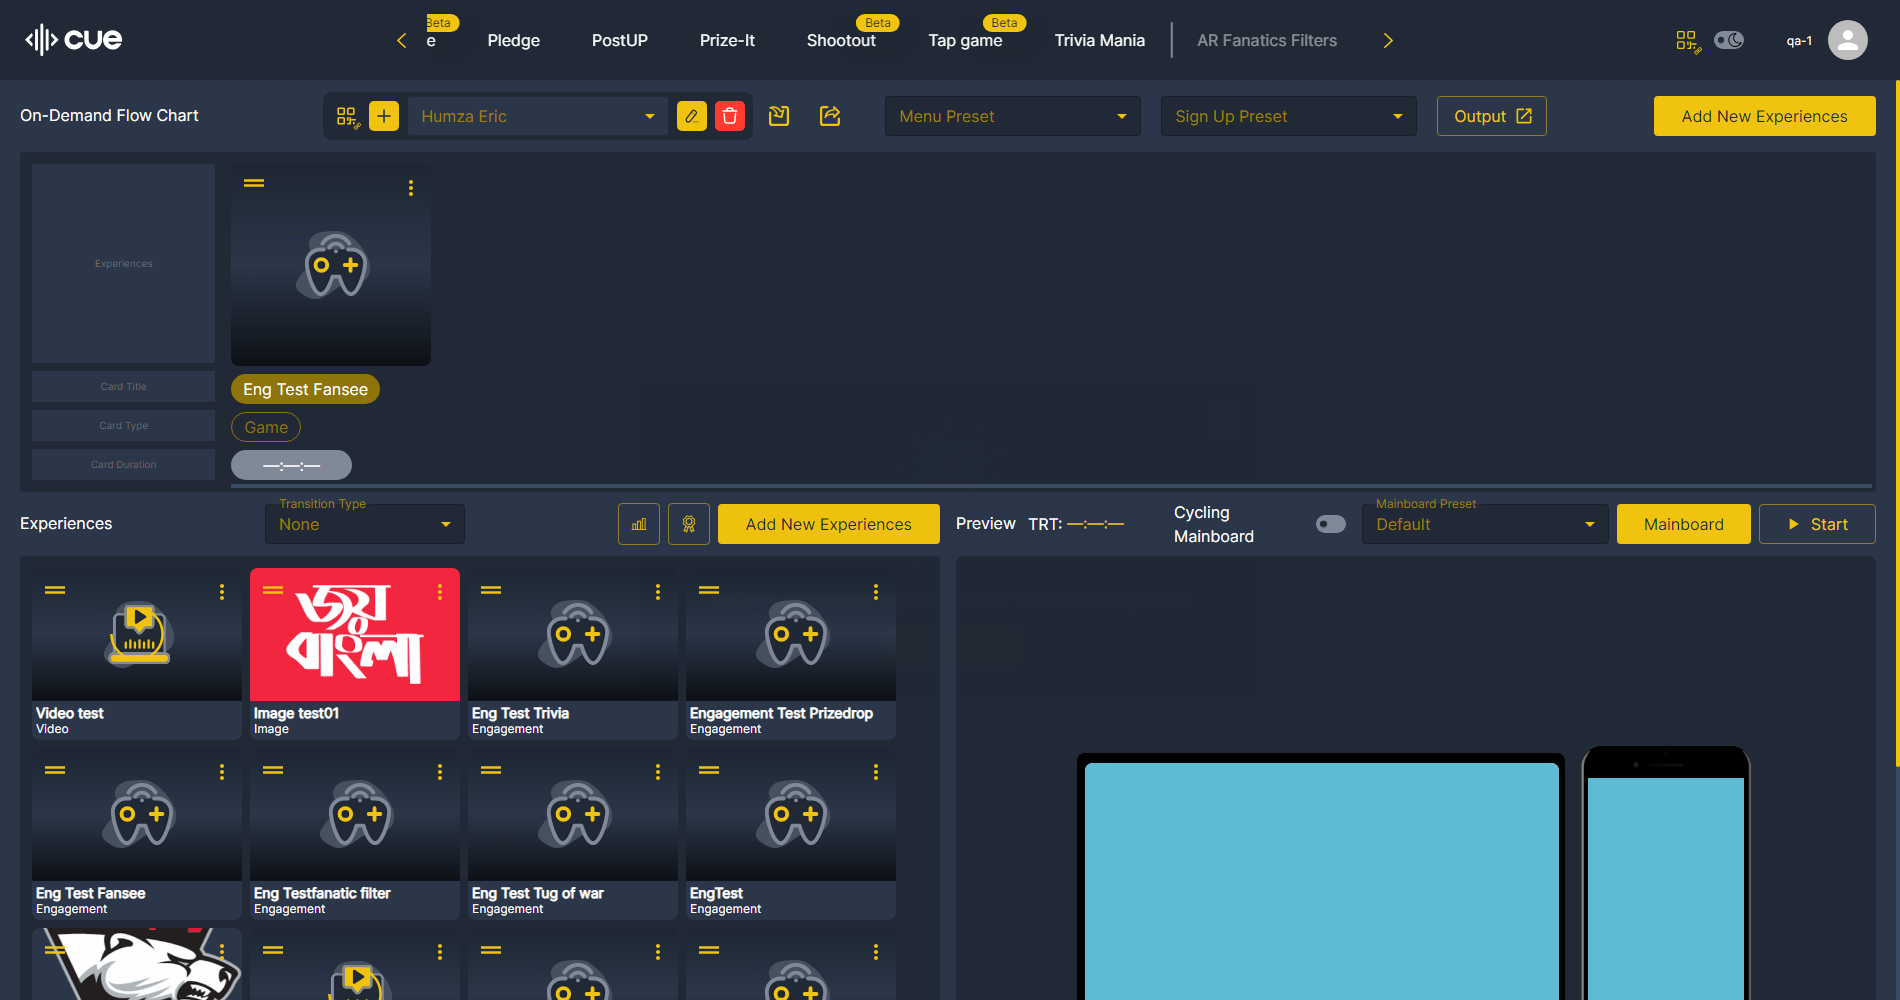 cue
Beta
e
Pledge
PostUP
Prize-It
Beta
Shootout
Beta
Tap game
Trivia Mania
AR Fanatics Filters
qa-1
On-Demand Flow Chart
Humza Eric
Menu Preset
Sign Up Preset
Output
Add New Experiences
Experiences
Card Title
Card Type
Card Duration
Eng Test Fansee
Game
—:—:—
Experiences
Transition Type
None
Add New Experiences
Preview
TRT: —:—:—
Cycling
Mainboard
Mainboard Preset
Default
Mainboard
Start
জয়
বাংলা
Video test
Video
Image test01
Image
Eng Test Trivia
Engagement
Engagement Test Prizedrop
Engagement
Eng Test Fansee
Engagement
Eng Testfanatic filter
Engagement
Eng Test Tug of war
Engagement
EngTest
Engagement